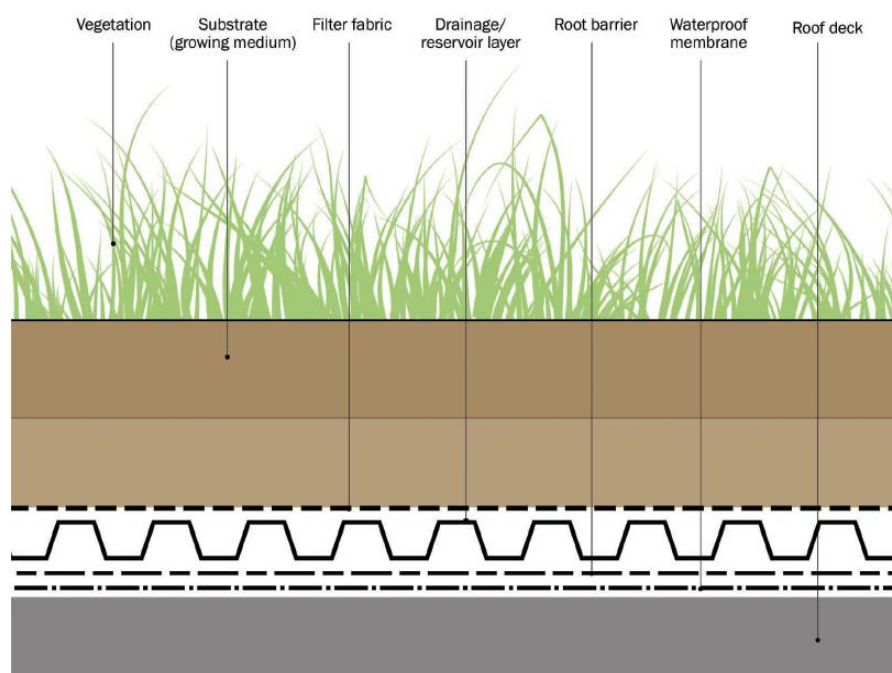 Vegetation
Substrate
(growing medium)
Filter fabric
Drainage/
reservoir layer
Root barrier
Waterproof
membrane
Roof deck